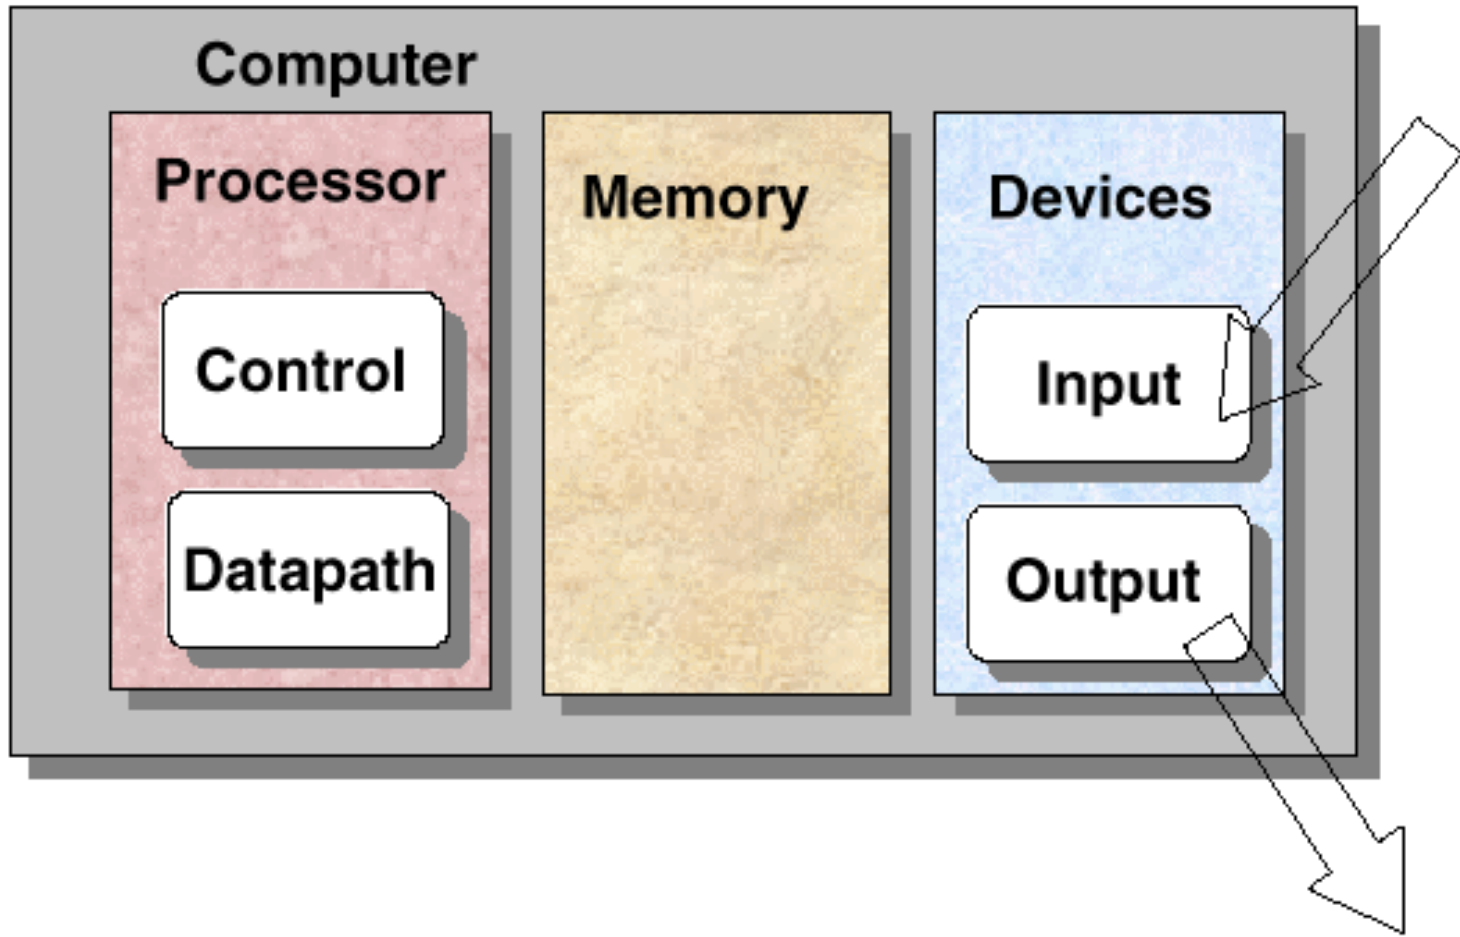 Computer
Processor
Control
Datapath
Memory
Devices
Input
Output